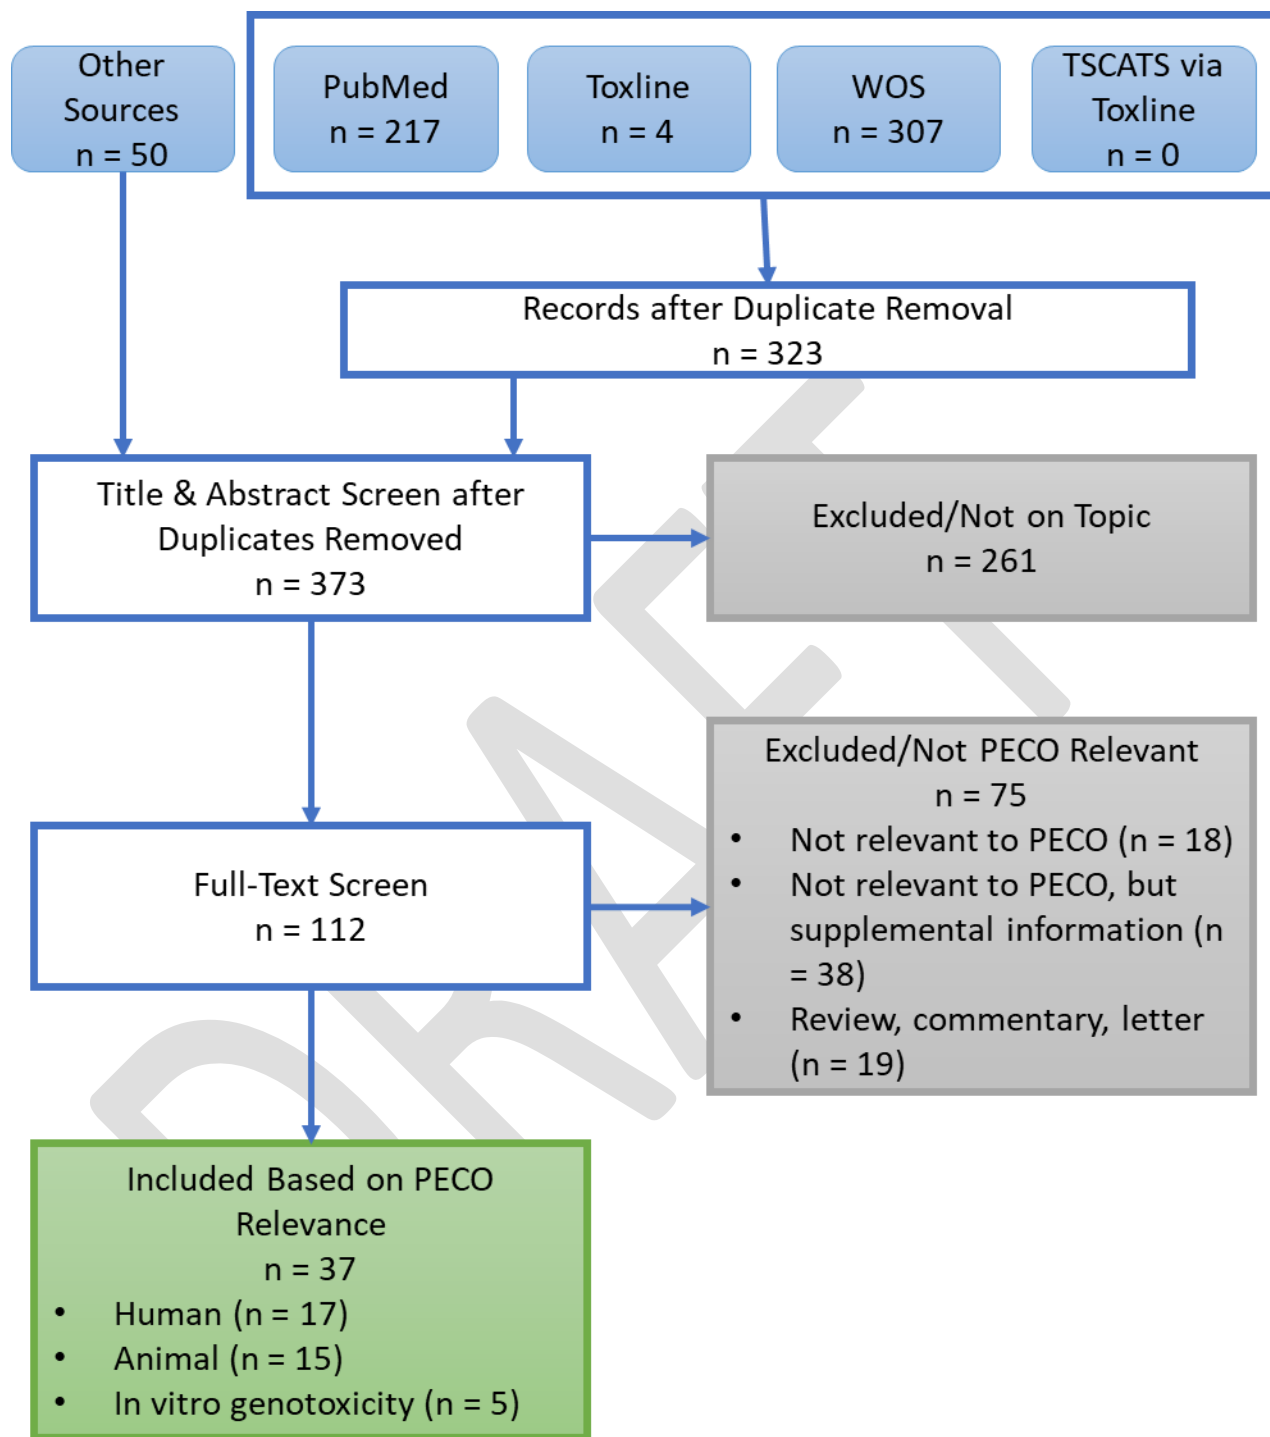 Other
Sources
n = 50
PubMed
n = 217
Toxline
n = 4
WOS
n = 307
TSCATS via
Toxline
n = 0
Records after Duplicate Removal
n = 323
Title & Abstract Screen after
Duplicates Removed
n = 373
Excluded/Not on Topic
n = 261
Excluded/Not PECO Relevant
n = 75
• Not relevant to PECO (n = 18)
• Not relevant to PECO, but
supplemental information (n
= 38)
• Review, commentary, letter
(n = 19)
Full-Text Screen
n = 112
Included Based on PECO
Relevance
n = 37
• Human (n = 17)
• Animal (n = 15)
• In vitro genotoxicity (n = 5)
DRAFT